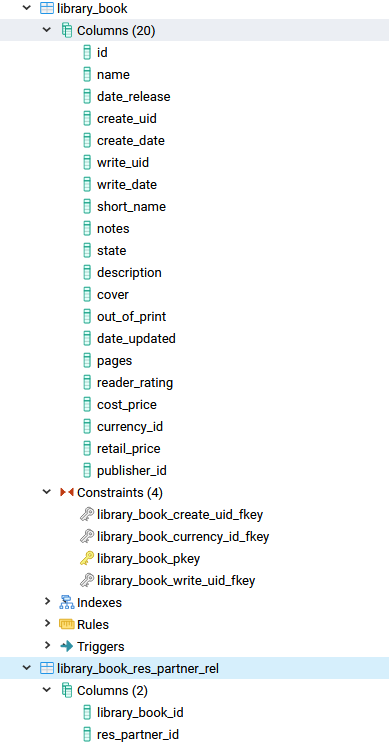 library_book
Columns (20)
id
name
date_release
create_uid
create_date
write_uid
write_date
short_name
notes
state
description
cover
out_of_print
date_updated
pages
reader_rating
cost_price
currency_id
retail_price
publisher_id
Constraints (4)
library_book_create_uid_fkey
library_book_currency_id_fkey
library_book_pkey
library_book_write_uid_fkey
Indexes
Rules
Triggers
library_book_res_partner_rel
Columns (2)
library_book_id
res_partner_id